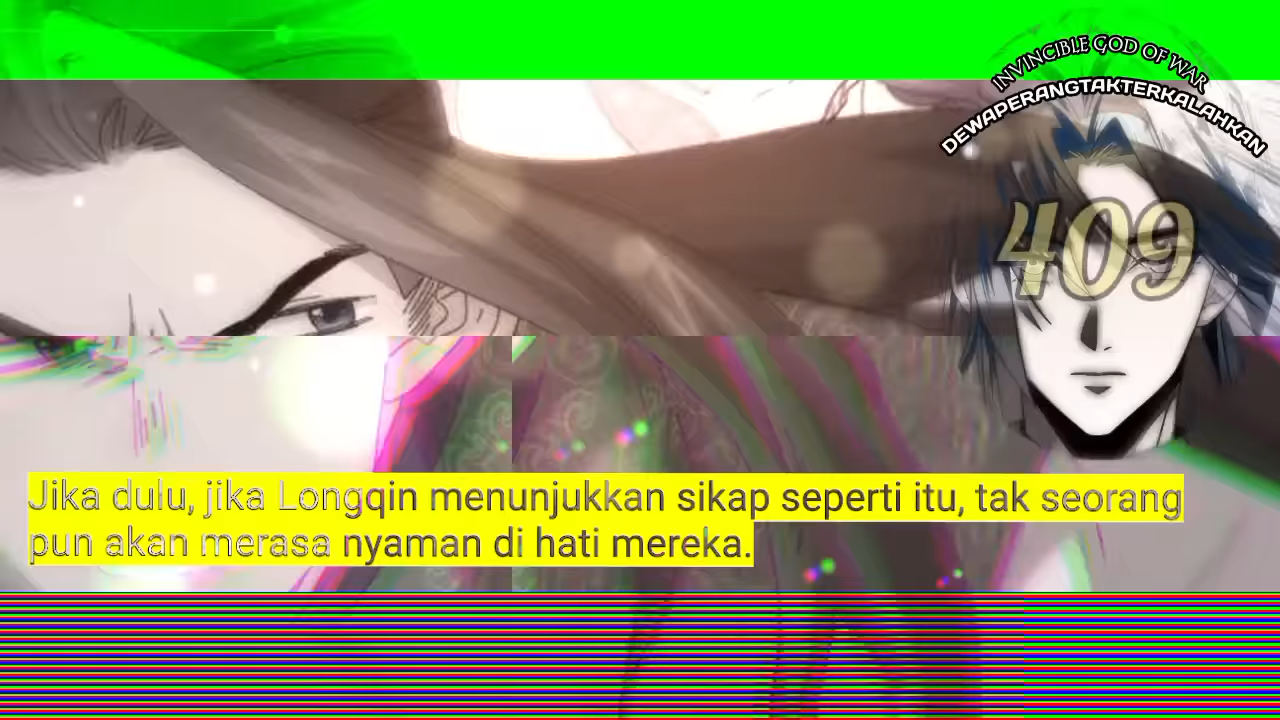 INVINCIBLE GOD OF WAR
DEWAPERANGTAKTERKALAHKAN
409
Jika dulu, jika Longqin menunjukkan sikap seperti itu, tak seorang
pun akan merasa nyaman di hati mereka.